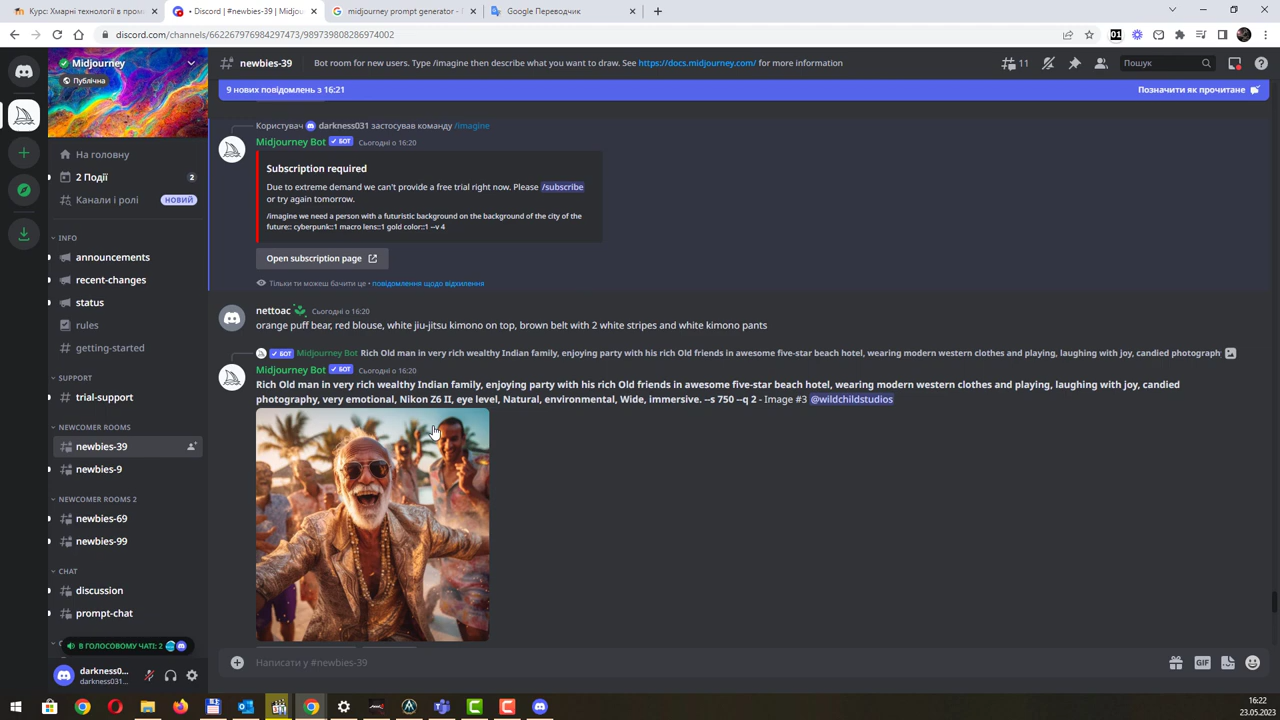 Курс: Хмарні технології в пром
• Discord | #newbies-39 | Midjou
midjourney prompt generator -
Google Переводчик
discord.com/channels/662267976984297473/989739808286974002
Midjourney
Публічна
newbies-39
Bot room for new users. Type /imagine then describe what you want to draw. See https://docs.midjourney.com/ for more information
11
Пошук
9 нових повідомлень з 16:21
Позначити як прочитане
На головну
2 Події
2
Канали і ролі
НОВИЙ
INFO
announcements
recent-changes
status
rules
getting-started
SUPPORT
trial-support
NEWCOMER ROOMS
newbies-39
newbies-9
NEWCOMER ROOMS 2
newbies-69
newbies-99
CHAT
discussion
prompt-chat
В ГОЛОСОВОМУ ЧАТІ: 2
darkness0...
darkness031...
Користувач darkness031 застосував команду /imagine
Midjourney Bot ✓ БОТ Сьогодні о 16:20
Subscription required
Due to extreme demand we can't provide a free trial right now. Please /subscribe
or try again tomorrow.
/imagine we need a person with a futuristic background on the background of the city of the
future:: cyberpunk::1 macro lens::1 gold color::1 --v 4
Open subscription page
Тільки ти можеш бачити це • повідомлення щодо відхилення
nettoac Сьогодні о 16:20
orange puff bear, red blouse, white jiu-jitsu kimono on top, brown belt with 2 white stripes and white kimono pants
✓ БОТ Midjourney Bot Rich Old man in very rich wealthy Indian family, enjoying party with his rich Old friends in awesome five-star beach hotel, wearing modern western clothes and playing, laughing with joy, candied photograph
Midjourney Bot ✓ БОТ Сьогодні о 16:20
Rich Old man in very rich wealthy Indian family, enjoying party with his rich Old friends in awesome five-star beach hotel, wearing modern western clothes and playing, laughing with joy, candied
photography, very emotional, Nikon Z6 II, eye level, Natural, environmental, Wide, immersive. --s 750 --q 2 - Image #3 @wildchildstudios
Написати у #newbies-39
GIF
16:22
23.05.2023